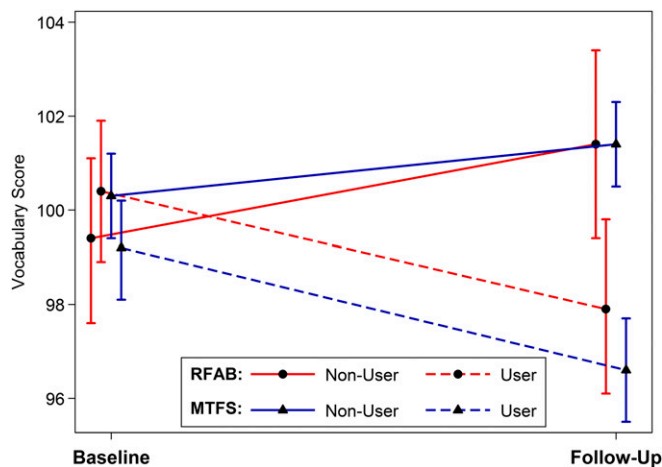 104
102
100
98
96
Vocabulary Score
RFAB: Non-User User
MTFS: Non-User User
Baseline Follow-Up